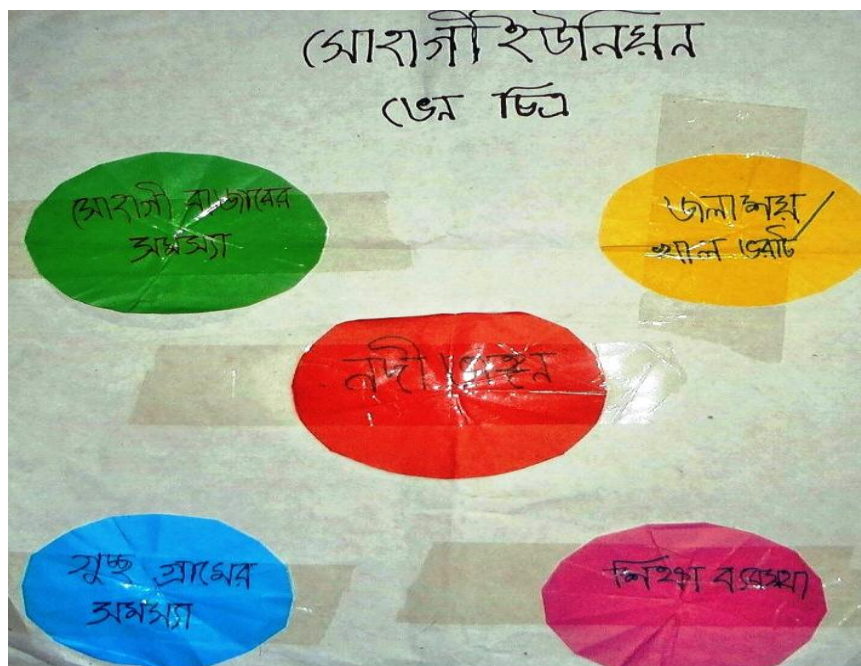 সোহাগী ইউনিয়ন
ভেন চিত্র
সোহাগী বাজারের
সমস্যা
জলাশয়/
খাল ভরাট
নদী ভাঙ্গন
গুচ্ছ গ্রামের
সমস্যা
শিক্ষা ব্যবস্থা